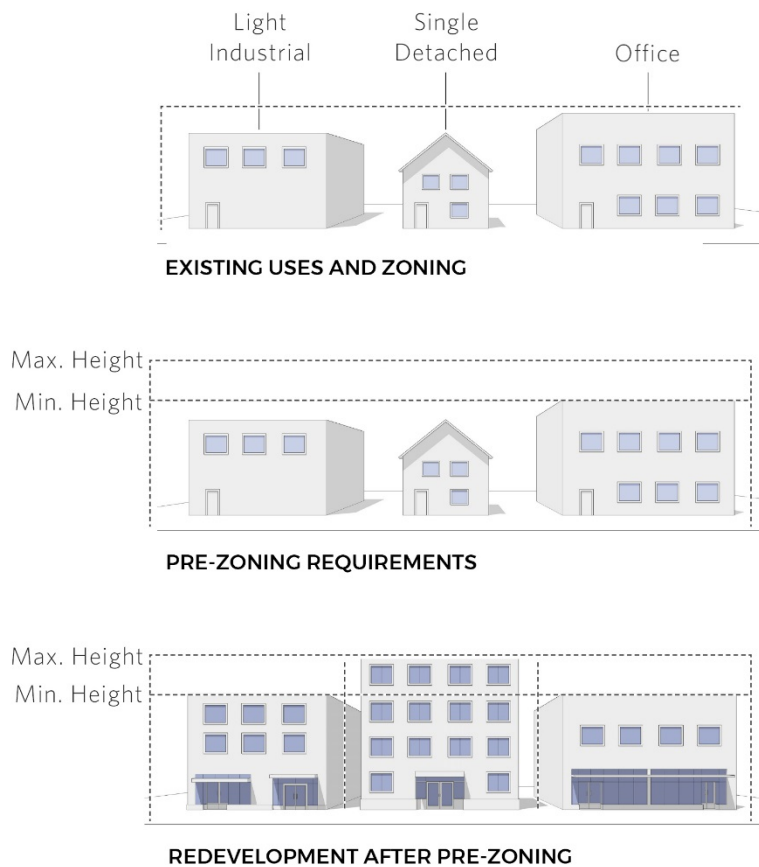 Light
Industrial
Single
Detached
Office
EXISTING USES AND ZONING
Max. Height
Min. Height
PRE-ZONING REQUIREMENTS
Max. Height
Min. Height
REDEVELOPMENT AFTER PRE-ZONING